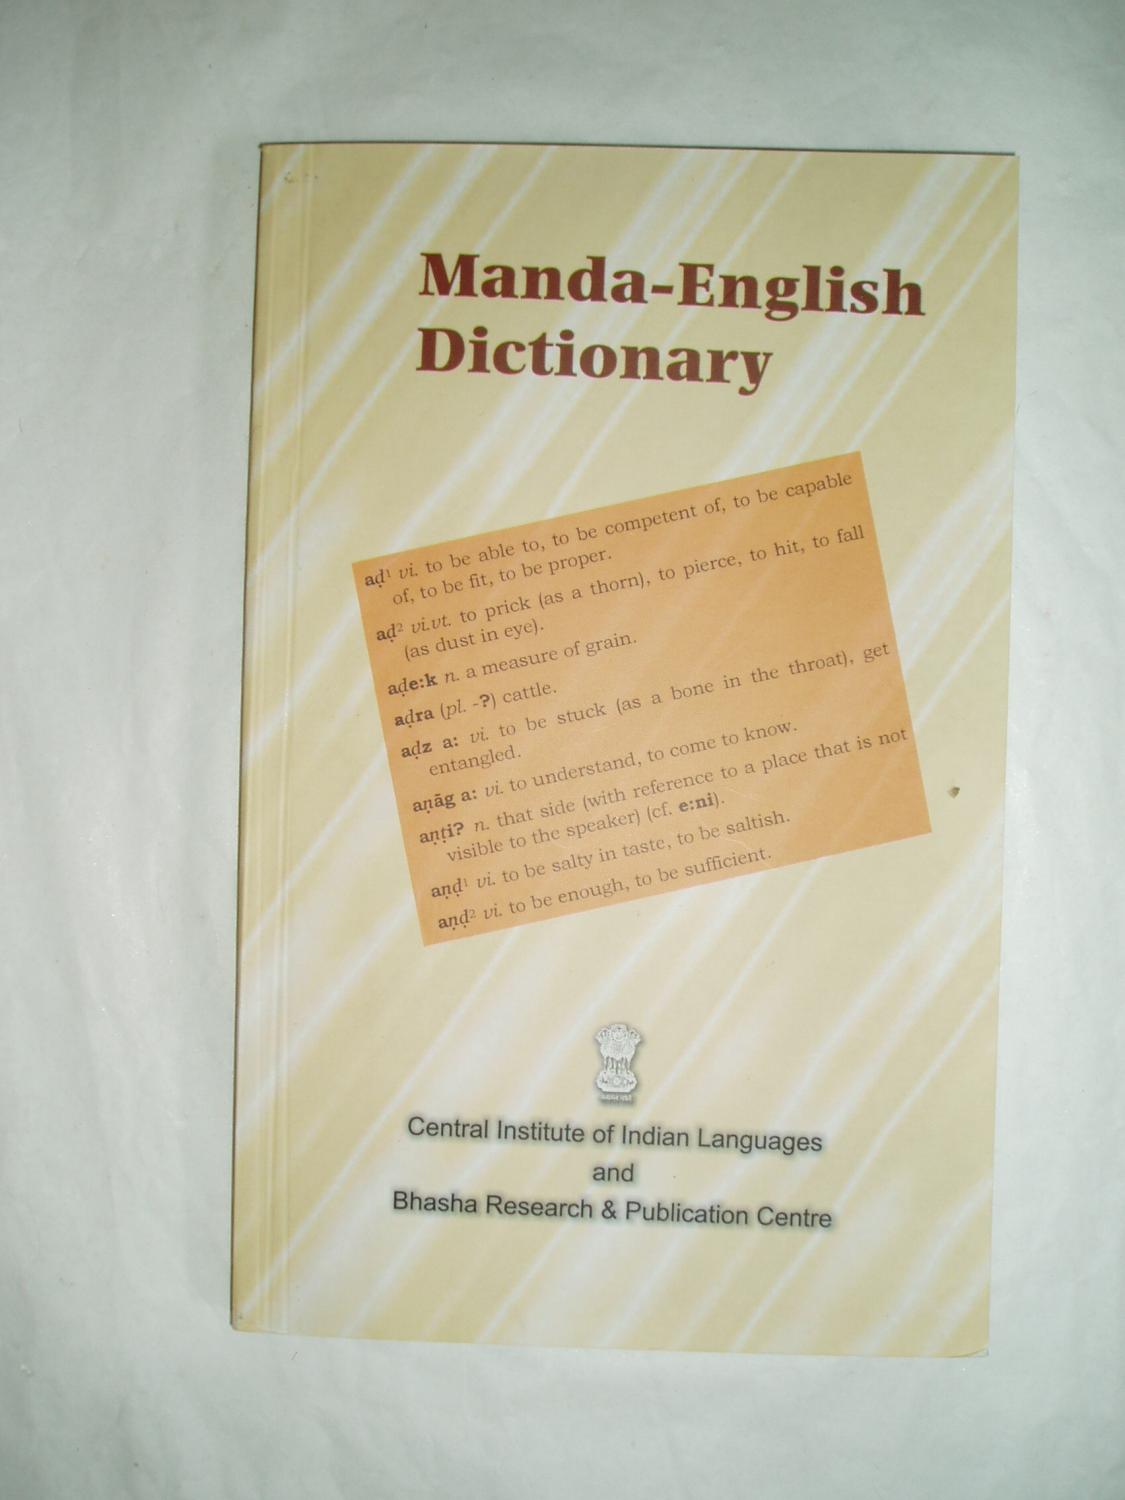 Manda-English
Dictionary
aḍ¹ vi. to be able to, to be competent of, to be capable
of, to be fit, to be proper.
aḍ² vi.vt. to prick (as a thorn), to pierce, to hit, to fall
(as dust in eye).
aḍe:k n. a measure of grain.
aḍra (pl. -?) cattle.
aḍz a: vi. to be stuck (as a bone in the throat), get
entangled.
aṇāg a: vi. to understand, to come to know.
aṇṭi? n. that side (with reference to a place that is not
visible to the speaker) (cf. e:ni).
aṇḍ¹ vi. to be salty in taste, to be saltish.
aṇḍ² vi. to be enough, to be sufficient.
Central Institute of Indian Languages
and
Bhasha Research & Publication Centre